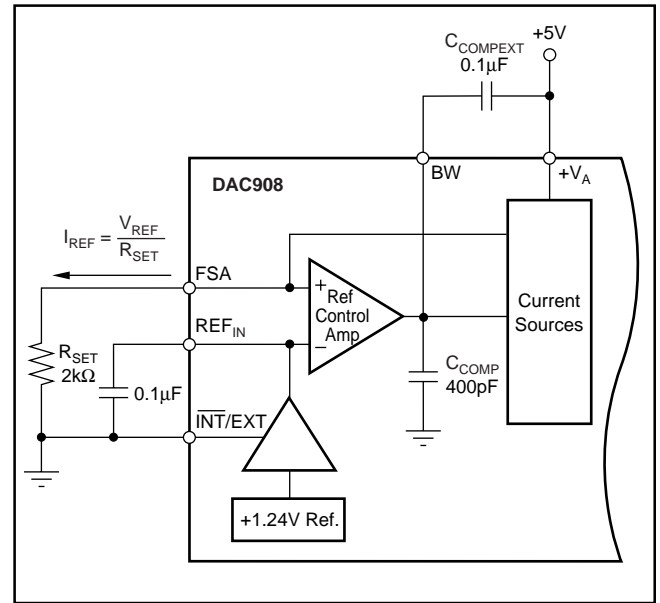 +5V
C_COMPEXT
0.1µF
BW
+V_A
DAC908
I_REF = V_REF / R_SET
FSA
REF_IN
+ Ref
Control
Amp
–
Current
Sources
R_SET
2kΩ
0.1µF
C_COMP
400pF
I̅N̅T̅/EXT
+1.24V Ref.